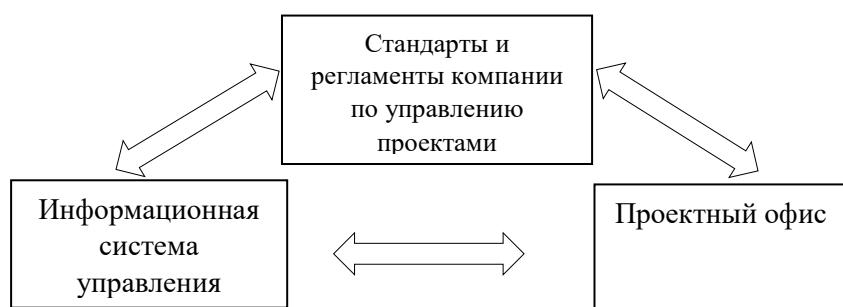 Стандарты и
регламенты компании
по управлению
проектами
Информационная
система
управления
Проектный офис